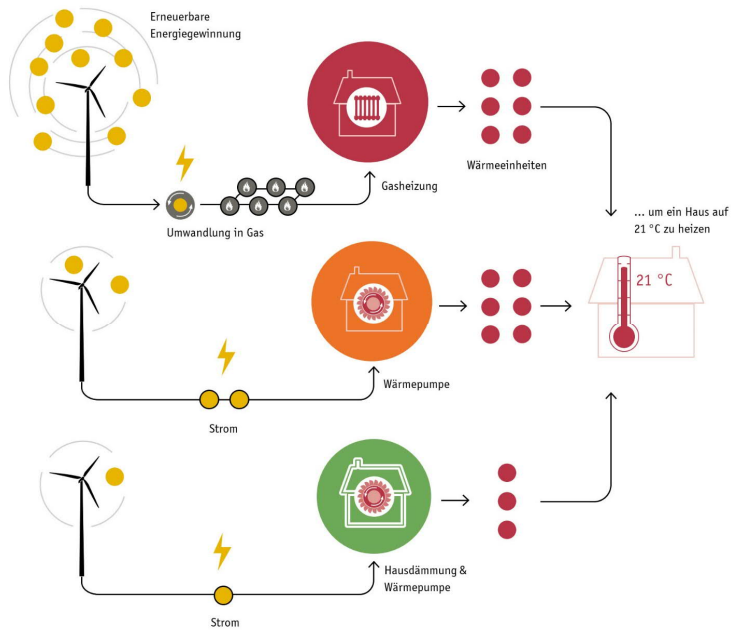 Erneuerbare
Energiegewinnung
Umwandlung in Gas
Gasheizung
Wärmeeinheiten
... um ein Haus auf
21 °C zu heizen
21 °C
Strom
Wärmepumpe
Strom
Hausdämmung &
Wärmepumpe